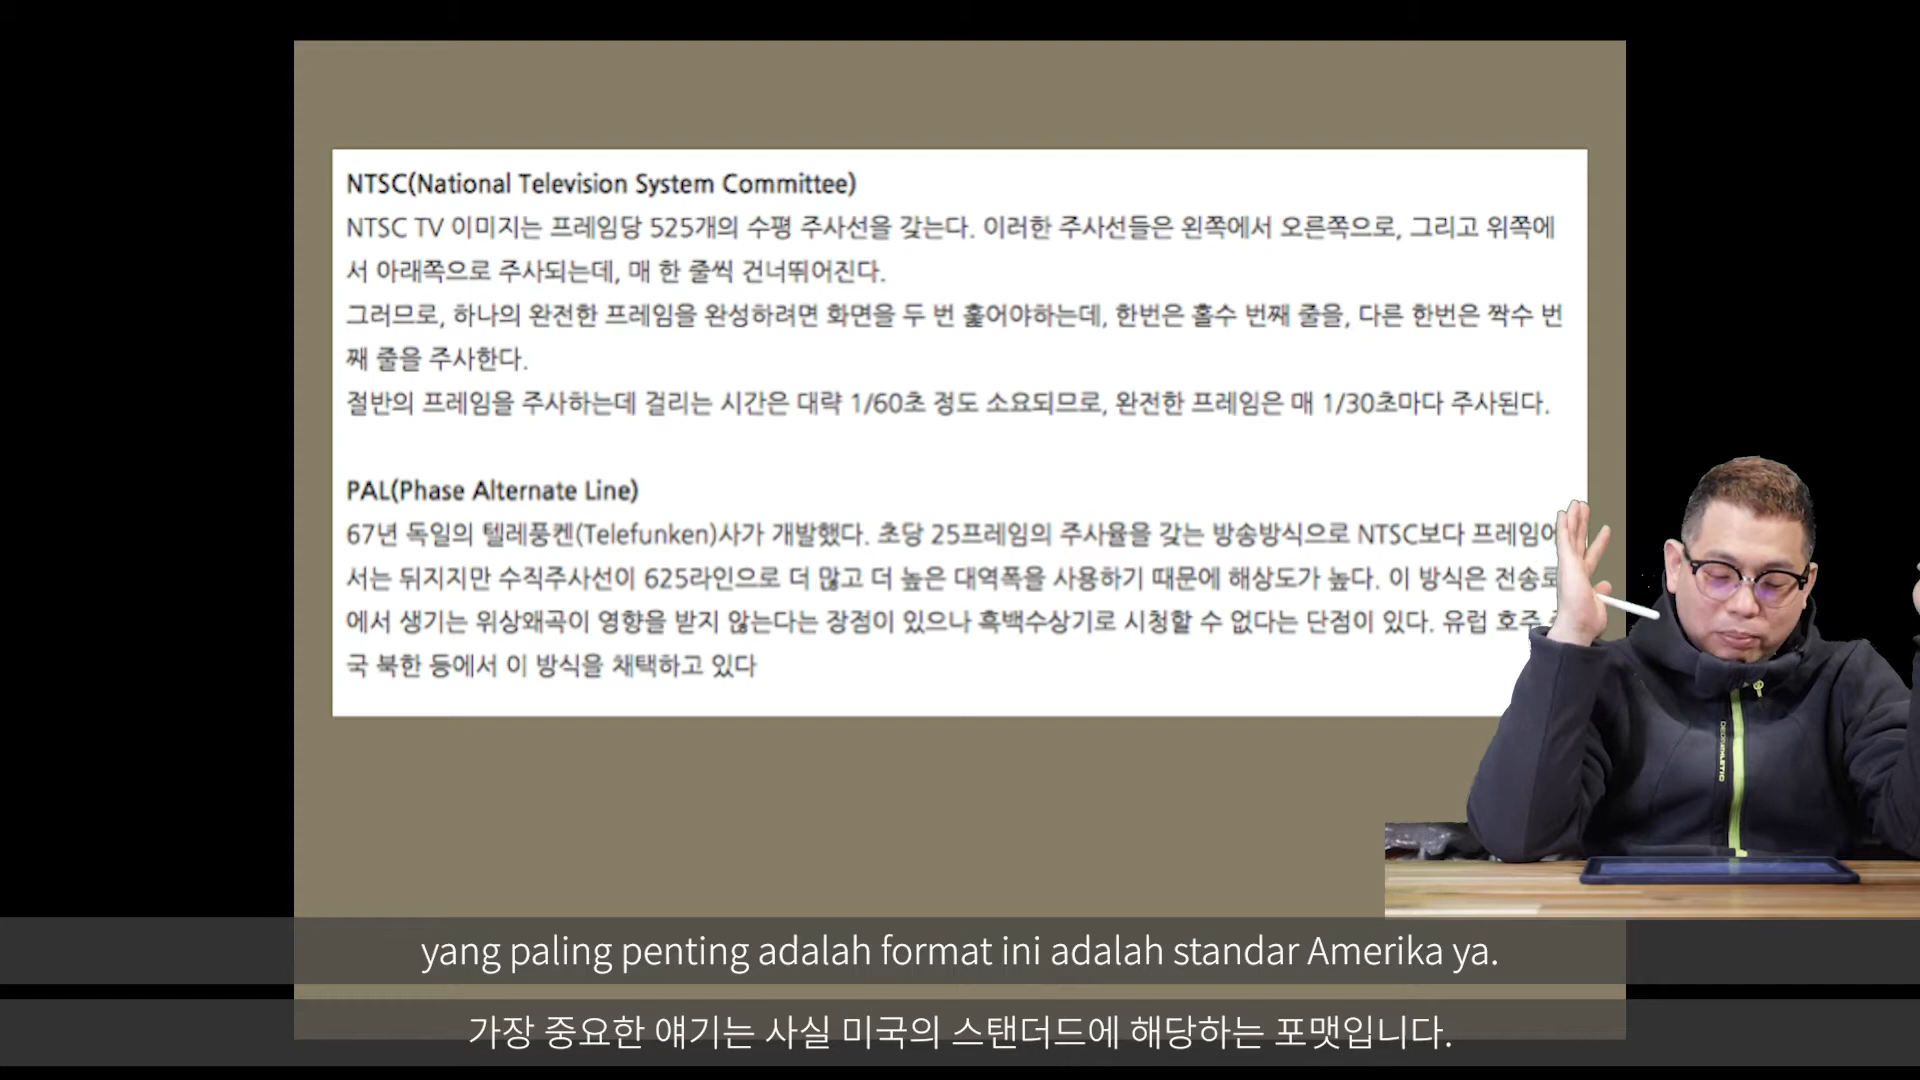 NTSC(National Television System Committee)
NTSC TV 이미지는 프레임당 525개의 수평 주사선을 갖는다. 이러한 주사선들은 왼쪽에서 오른쪽으로, 그리고 위쪽에
서 아래쪽으로 주사되는데, 매 한 줄씩 건너뛰어진다.
그러므로, 하나의 완전한 프레임을 완성하려면 화면을 두 번 훑어야하는데, 한번은 홀수 번째 줄을, 다른 한번은 짝수 번
째 줄을 주사한다.
절반의 프레임을 주사하는데 걸리는 시간은 대략 1/60초 정도 소요되므로, 완전한 프레임은 매 1/30초마다 주사된다.
PAL(Phase Alternate Line)
67년 독일의 텔레풍켄(Telefunken)사가 개발했다. 초당 25프레임의 주사율을 갖는 방송방식으로 NTSC보다 프레임에
서는 뒤지지만 수직주사선이 625라인으로 더 많고 더 높은 대역폭을 사용하기 때문에 해상도가 높다. 이 방식은 전송로
에서 생기는 위상왜곡이 영향을 받지 않는다는 장점이 있으나 흑백수상기로 시청할 수 없다는 단점이 있다. 유럽 호주
국 북한 등에서 이 방식을 채택하고 있다
yang paling penting adalah format ini adalah standar Amerika ya.
가장 중요한 얘기는 사실 미국의 스탠더드에 해당하는 포맷입니다.